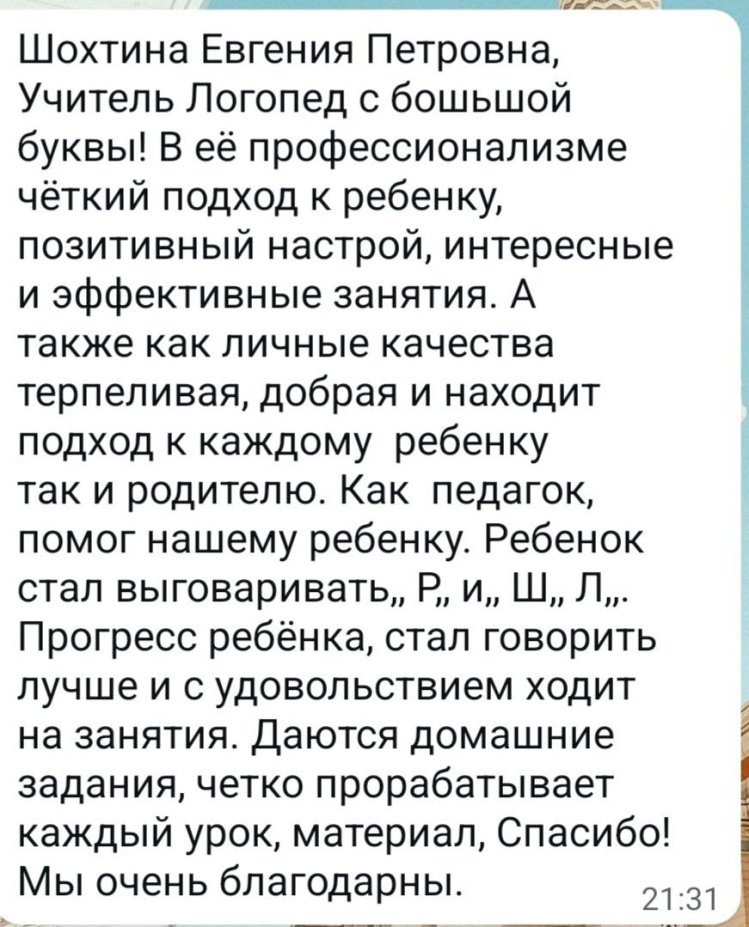 Шохтина Евгения Петровна,
Учитель Логопед с бошьшой
буквы! В её профессионализме
чёткий подход к ребенку,
позитивный настрой, интересные
и эффективные занятия. А
также как личные качества
терпеливая, добрая и находит
подход к каждому  ребенку
так и родителю. Как  педагок,
помог нашему ребенку. Ребенок
стал выговаривать„ Р„ и„ Ш„ Л„.
Прогресс ребёнка, стал говорить
лучше и с удовольствием ходит
на занятия. Даются домашние
задания, четко прорабатывает
каждый урок, материал, Спасибо!
Мы очень благодарны.
21:31